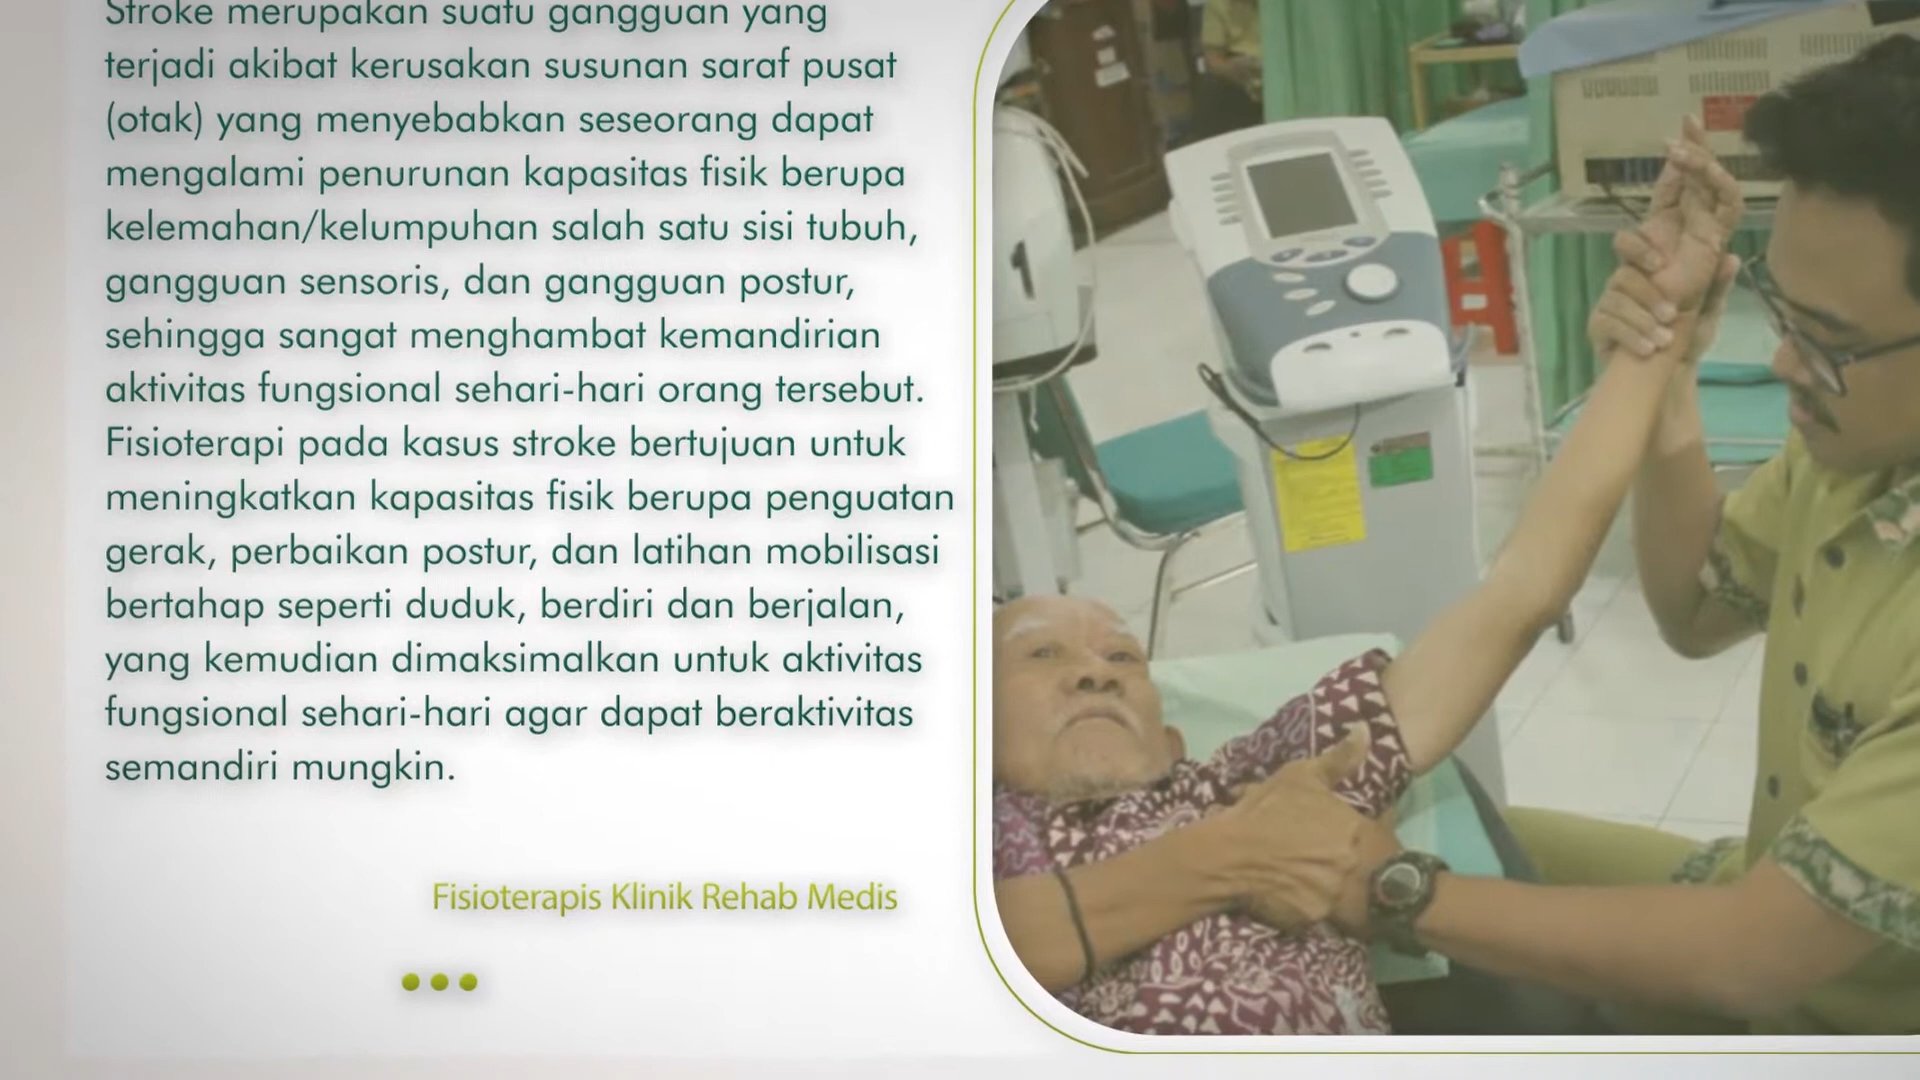 Stroke merupakan suatu gangguan yang
terjadi akibat kerusakan susunan saraf pusat
(otak) yang menyebabkan seseorang dapat
mengalami penurunan kapasitas fisik berupa
kelemahan/kelumpuhan salah satu sisi tubuh,
gangguan sensoris, dan gangguan postur,
sehingga sangat menghambat kemandirian
aktivitas fungsional sehari-hari orang tersebut.
Fisioterapi pada kasus stroke bertujuan untuk
meningkatkan kapasitas fisik berupa penguatan
gerak, perbaikan postur, dan latihan mobilisasi
bertahap seperti duduk, berdiri dan berjalan,
yang kemudian dimaksimalkan untuk aktivitas
fungsional sehari-hari agar dapat beraktivitas
semandiri mungkin.
Fisioterapis Klinik Rehab Medis
1